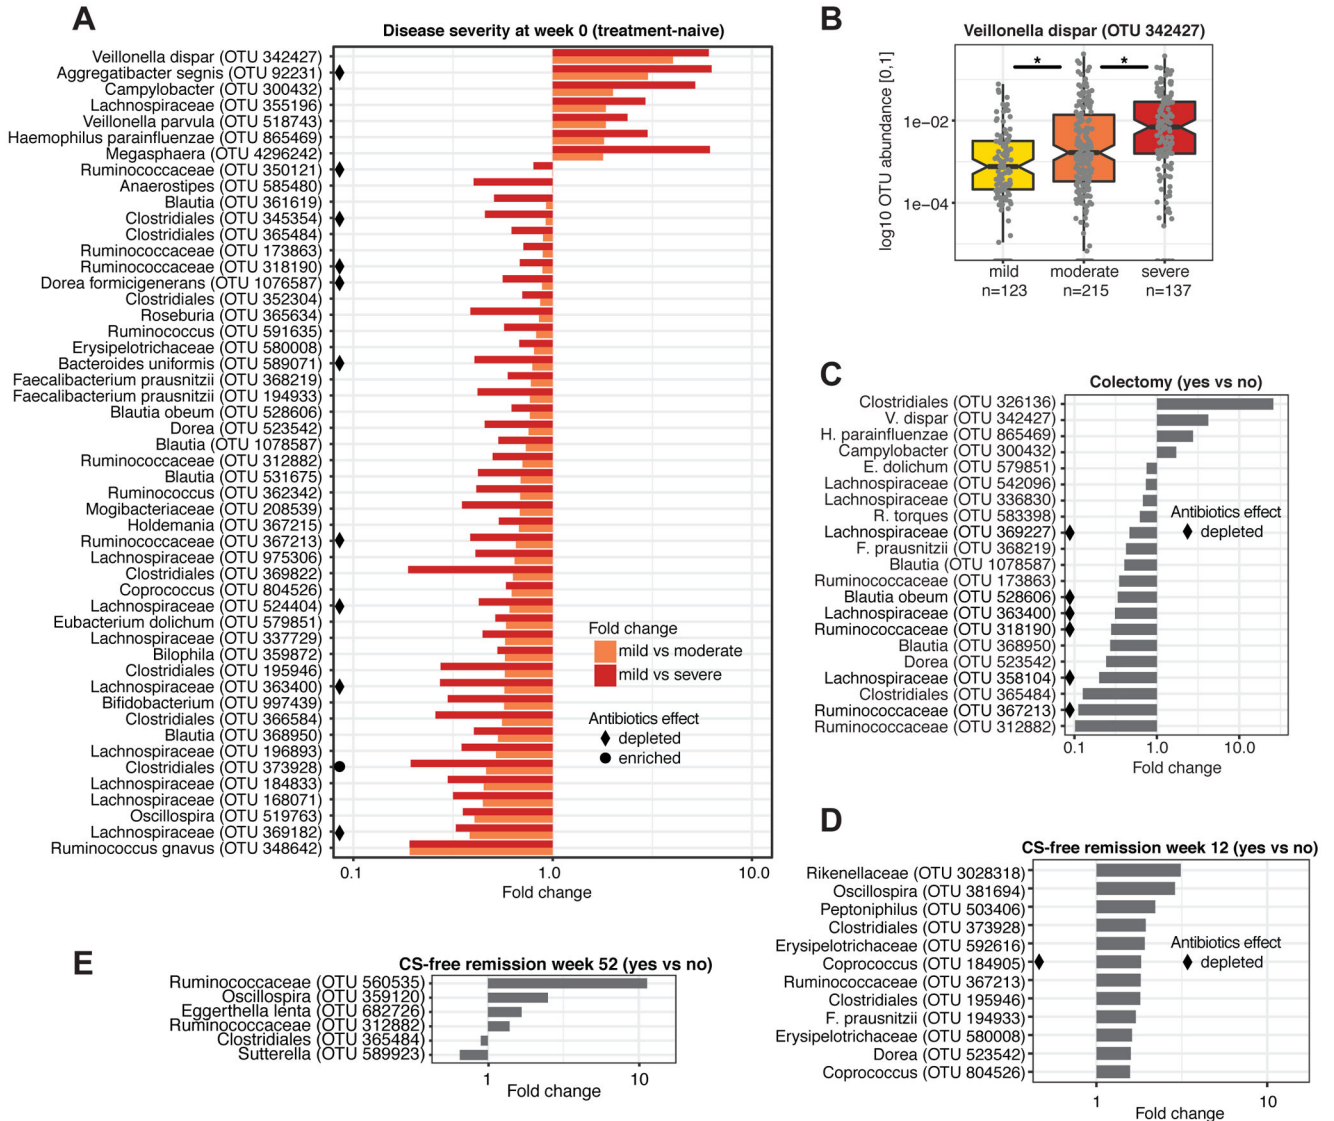 A
Disease severity at week 0 (treatment-naive)
Veillonella dispar (OTU 342427)
Aggregatibacter segnis (OTU 92231)
Campylobacter (OTU 300432)
Lachnospiraceae (OTU 355196)
Veillonella parvula (OTU 518743)
Haemophilus parainfluenzae (OTU 865469)
Megasphaera (OTU 4296242)
Ruminococcaceae (OTU 350121)
Anaerostipes (OTU 585480)
Blautia (OTU 361619)
Clostridiales (OTU 345354)
Clostridiales (OTU 365484)
Ruminococcaceae (OTU 173863)
Ruminococcaceae (OTU 318190)
Dorea formicigenerans (OTU 1076587)
Clostridiales (OTU 352304)
Roseburia (OTU 365634)
Ruminococcus (OTU 591635)
Erysipelotrichaceae (OTU 580008)
Bacteroides uniformis (OTU 589071)
Faecalibacterium prausnitzii (OTU 368219)
Faecalibacterium prausnitzii (OTU 194933)
Blautia obeum (OTU 528606)
Dorea (OTU 523542)
Blautia (OTU 1078587)
Ruminococcaceae (OTU 312882)
Blautia (OTU 531675)
Ruminococcus (OTU 362342)
Mogibacteriaceae (OTU 208539)
Holdemania (OTU 367215)
Ruminococcaceae (OTU 367213)
Lachnospiraceae (OTU 975306)
Clostridiales (OTU 369822)
Coprococcus (OTU 804526)
Lachnospiraceae (OTU 524404)
Eubacterium dolichum (OTU 579851)
Lachnospiraceae (OTU 337729)
Bilophila (OTU 359872)
Clostridiales (OTU 195946)
Lachnospiraceae (OTU 363400)
Bifidobacterium (OTU 997439)
Clostridiales (OTU 366584)
Blautia (OTU 368950)
Lachnospiraceae (OTU 196893)
Clostridiales (OTU 373928)
Lachnospiraceae (OTU 184833)
Lachnospiraceae (OTU 168071)
Oscillospira (OTU 519763)
Lachnospiraceae (OTU 369182)
Ruminococcus gnavus (OTU 348642)
Fold change
mild vs moderate
mild vs severe
Antibiotics effect
depleted
enriched
0.1 1.0 10.0
Fold change
B
Veillonella dispar (OTU 342427)
log10 OTU abundance [0,1]
* *
1e−02
1e−04
mild moderate severe
n=123 n=215 n=137
C
Colectomy (yes vs no)
Clostridiales (OTU 326136)
V. dispar (OTU 342427)
H. parainfluenzae (OTU 865469)
Campylobacter (OTU 300432)
E. dolichum (OTU 579851)
Lachnospiraceae (OTU 542096)
Lachnospiraceae (OTU 336830)
R. torques (OTU 583398)
Lachnospiraceae (OTU 369227)
F. prausnitzii (OTU 368219)
Blautia (OTU 1078587)
Ruminococcaceae (OTU 173863)
Blautia obeum (OTU 528606)
Lachnospiraceae (OTU 363400)
Ruminococcaceae (OTU 318190)
Blautia (OTU 368950)
Dorea (OTU 523542)
Lachnospiraceae (OTU 358104)
Clostridiales (OTU 365484)
Ruminococcaceae (OTU 367213)
Ruminococcaceae (OTU 312882)
Antibiotics effect
depleted
0.1 1.0 10.0
Fold change
D
CS-free remission week 12 (yes vs no)
Rikenellaceae (OTU 3028318)
Oscillospira (OTU 381694)
Peptoniphilus (OTU 503406)
Clostridiales (OTU 373928)
Erysipelotrichaceae (OTU 592616)
Coprococcus (OTU 184905)
Ruminococcaceae (OTU 367213)
Clostridiales (OTU 195946)
F. prausnitzii (OTU 194933)
Erysipelotrichaceae (OTU 580008)
Dorea (OTU 523542)
Coprococcus (OTU 804526)
Antibiotics effect
depleted
1 10
Fold change
E
CS-free remission week 52 (yes vs no)
Ruminococcaceae (OTU 560535)
Oscillospira (OTU 359120)
Eggerthella lenta (OTU 682726)
Ruminococcaceae (OTU 312882)
Clostridiales (OTU 365484)
Sutterella (OTU 589923)
1 10
Fold change